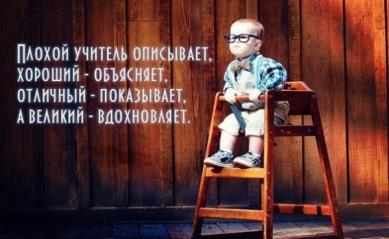 Плохой учитель описывает,
хороший - объясняет,
отличный - показывает,
а великий - вдохновляет.